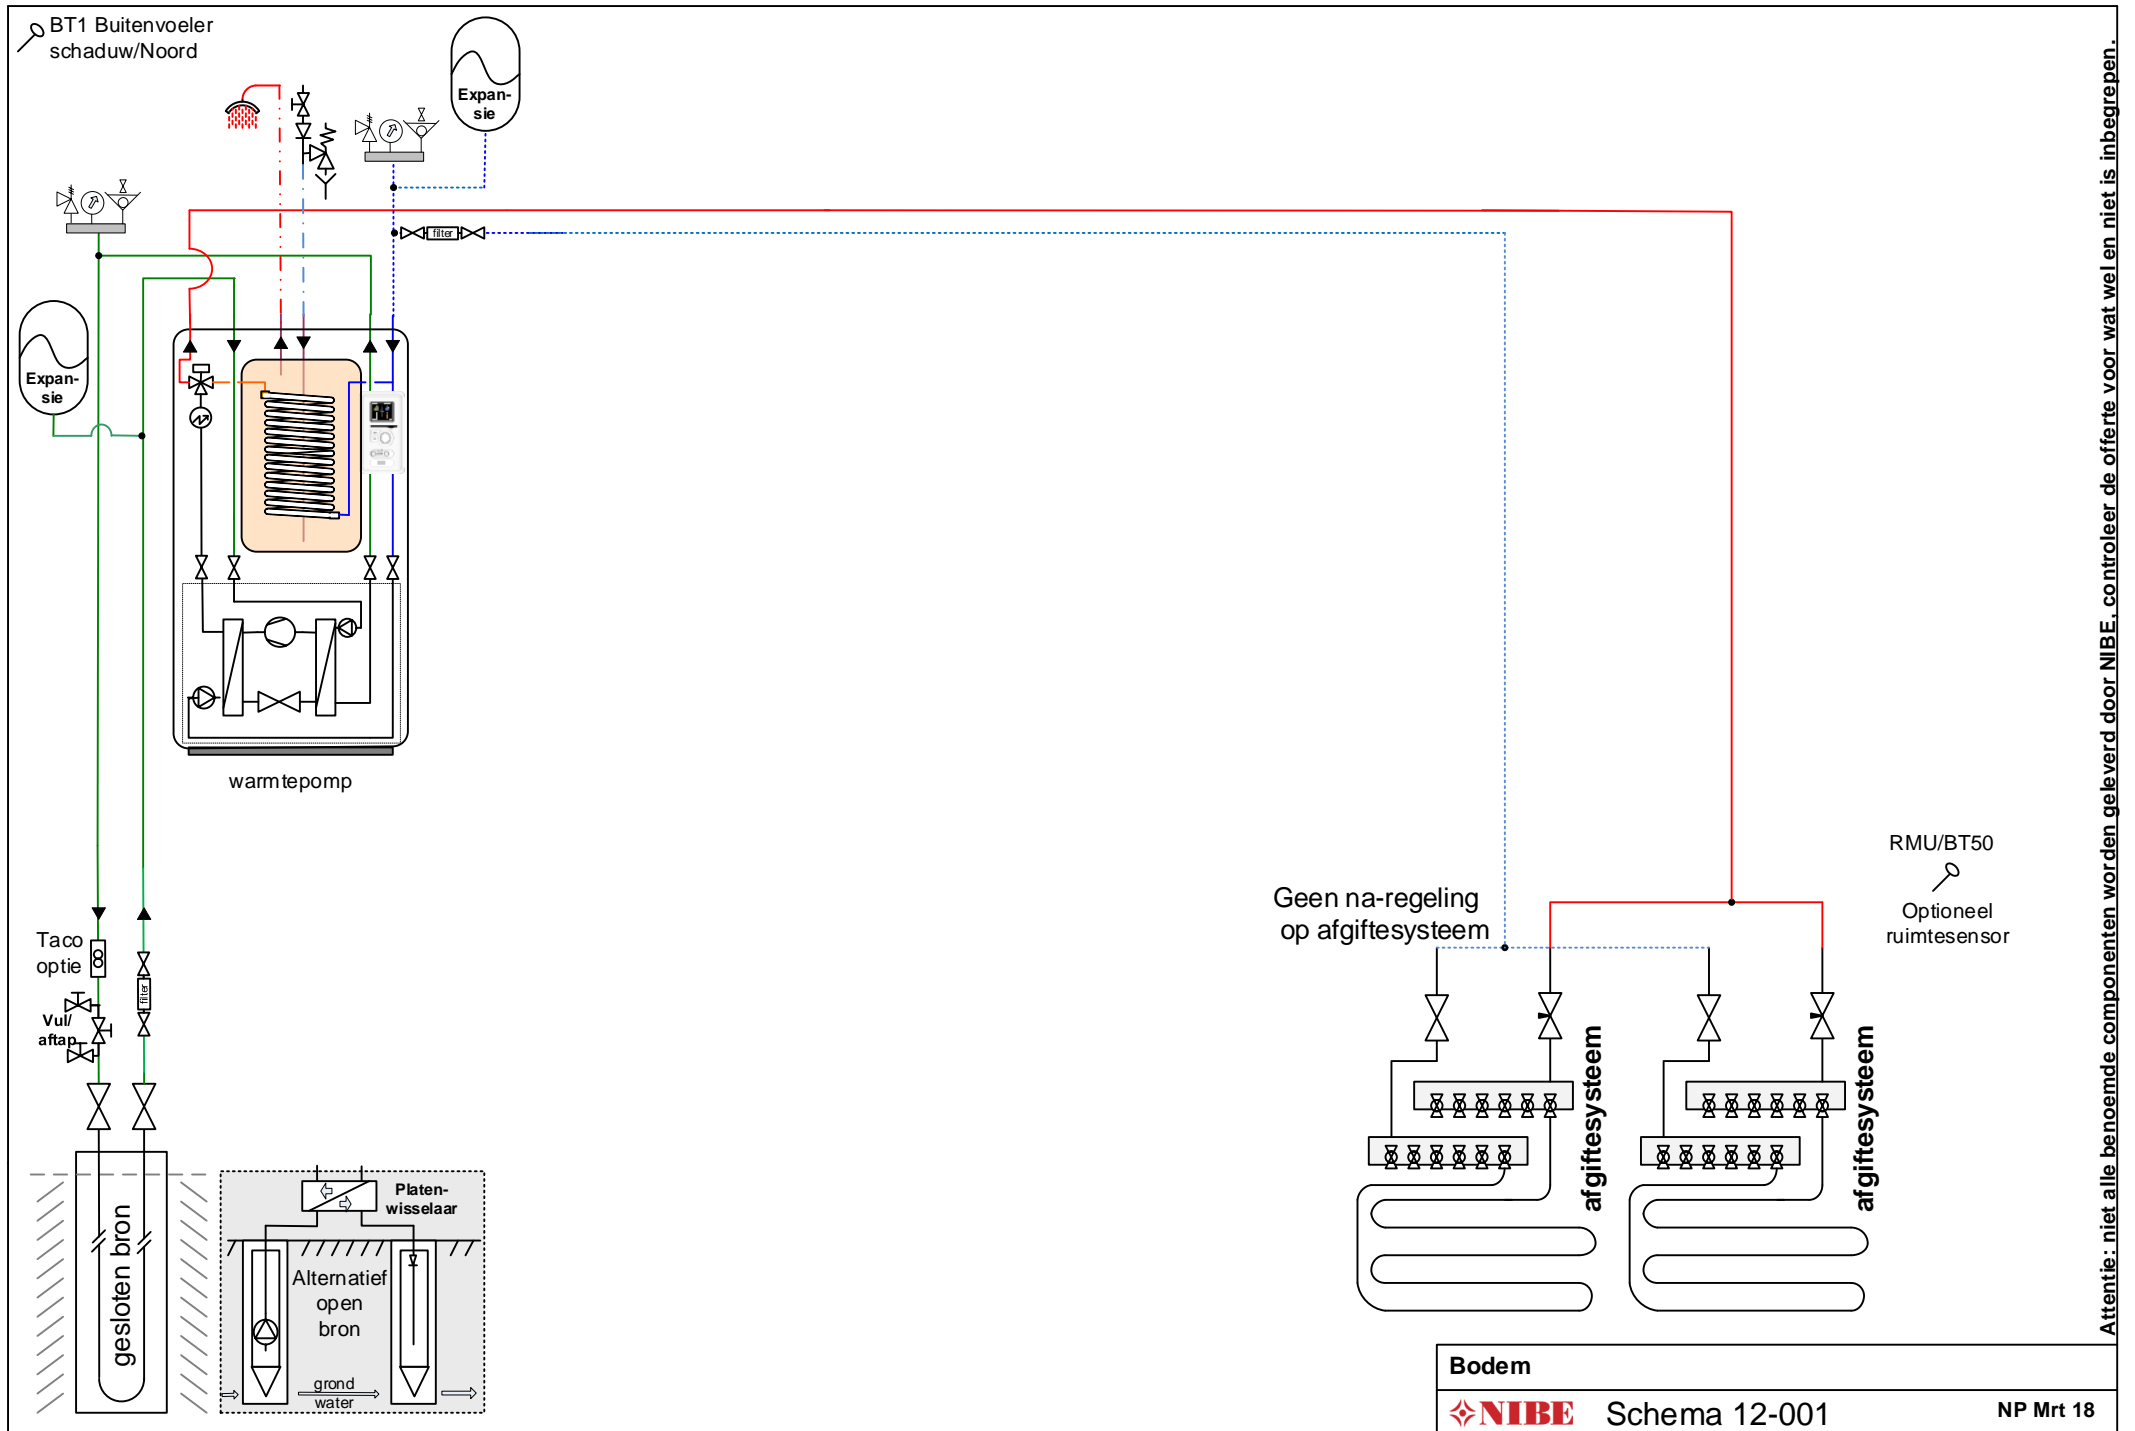 BT1 Buitenvoeler
schaduw/Noord
Expan-
sie
filter
Expan-
sie
warmtepomp
Taco
optie
filter
Vul/
aftap
gesloten bron
Platen-
wisselaar
Alternatief
open
bron
grond
water
Geen na-regeling
op afgiftesysteem
RMU/BT50
Optioneel
ruimtesensor
afgiftesysteem
afgiftesysteem
Attentie: niet alle benoemde componenten worden geleverd door NIBE, controleer de offerte voor wat wel en niet is inbegrepen.
Bodem
NIBE Schema 12-001 NP Mrt 18